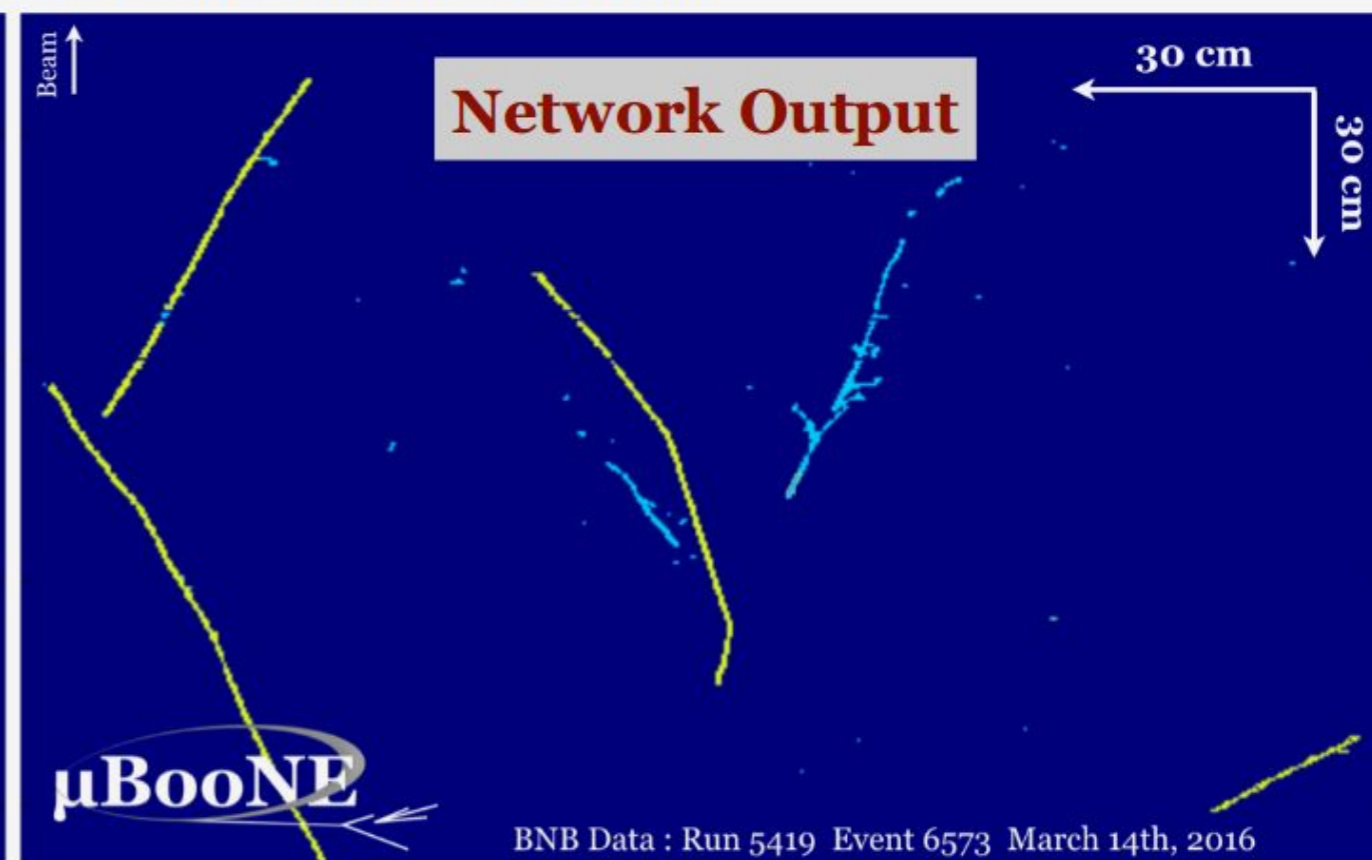 Beam
Network Output
30 cm
30 cm
µBooNE
BNB Data : Run 5419 Event 6573 March 14th, 2016